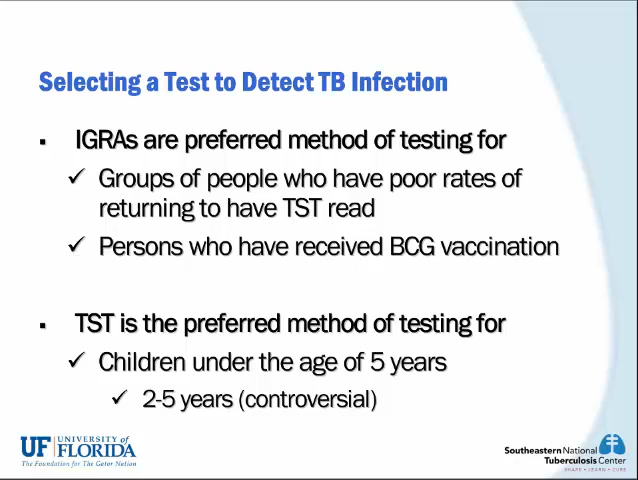 Selecting a Test to Detect TB Infection
▪ IGRAs are preferred method of testing for
✓ Groups of people who have poor rates of
returning to have TST read
✓ Persons who have received BCG vaccination
▪ TST is the preferred method of testing for
✓ Children under the age of 5 years
✓ 2-5 years (controversial)
UF UNIVERSITY of
FLORIDA
The Foundation for The Gator Nation
Southeastern National
Tuberculosis Center
SHARE • LEARN • CURE